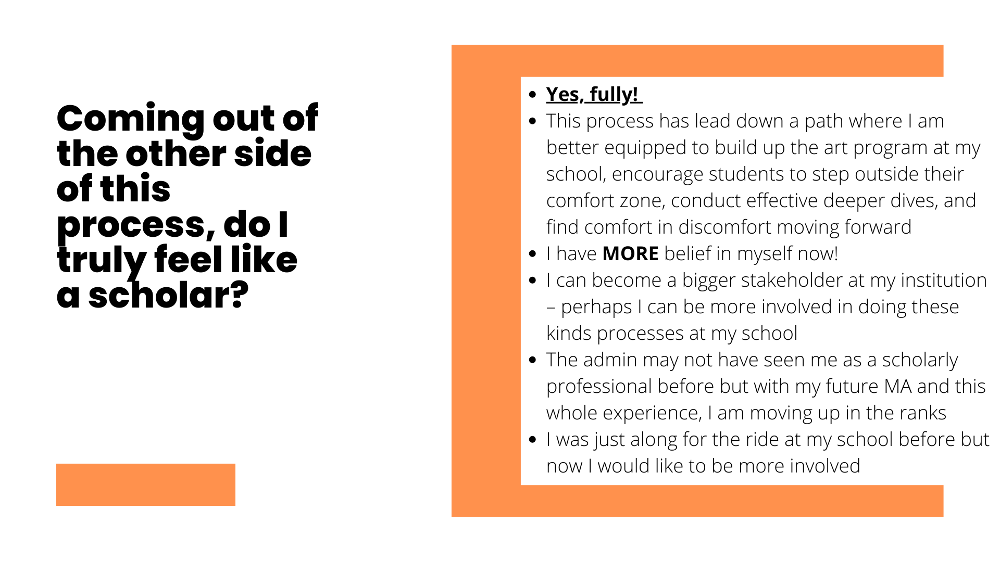 Coming out of
the other side
of this
process, do I
truly feel like
a scholar?
• Yes, fully!
• This process has lead down a path where I am
better equipped to build up the art program at my
school, encourage students to step outside their
comfort zone, conduct effective deeper dives, and
find comfort in discomfort moving forward
• I have MORE belief in myself now!
• I can become a bigger stakeholder at my institution
– perhaps I can be more involved in doing these
kinds processes at my school
• The admin may not have seen me as a scholarly
professional before but with my future MA and this
whole experience, I am moving up in the ranks
• I was just along for the ride at my school before but
now I would like to be more involved